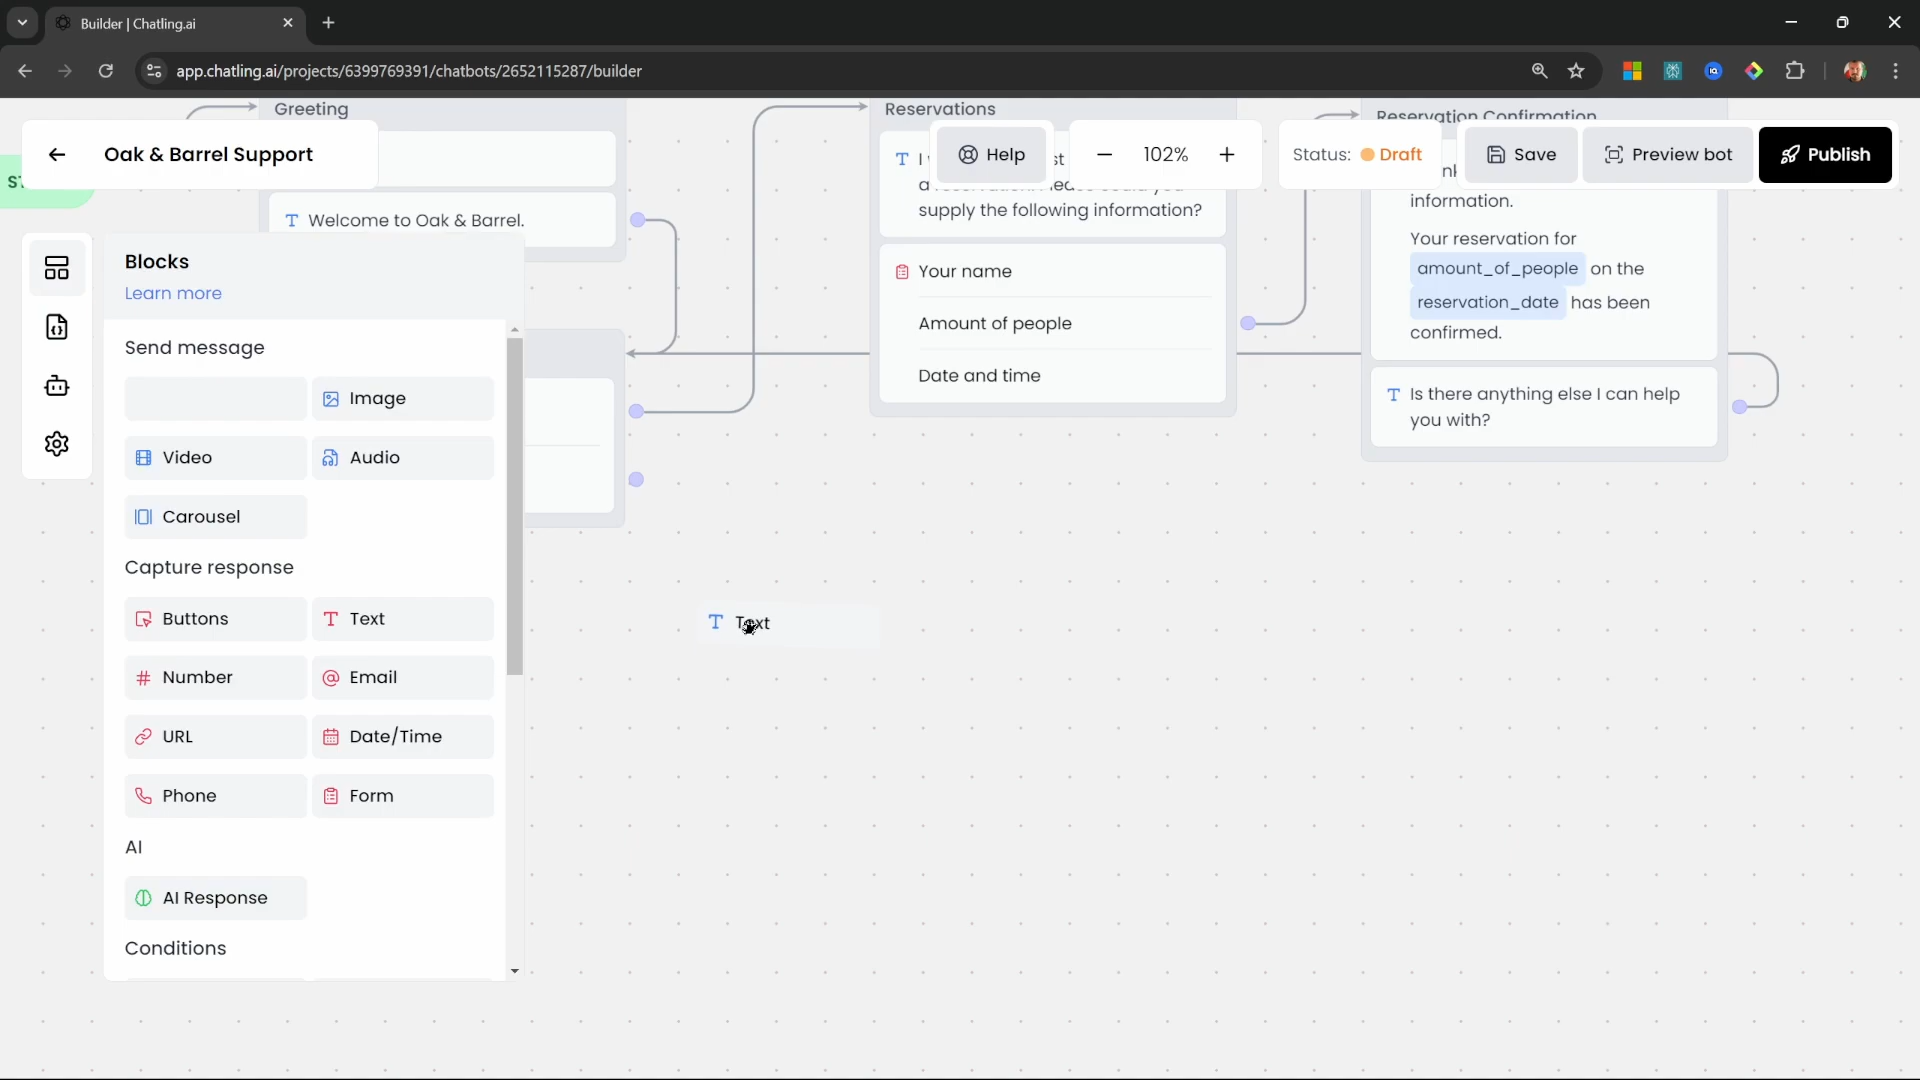 Builder | Chatling.ai
app.chatling.ai/projects/6399769391/chatbots/2652115287/builder
Greeting
Reservations
Reservation Confirmation
Oak & Barrel Support
Help
102%
Status: Draft
Save
Preview bot
Publish
Welcome to Oak & Barrel.
supply the following information?
Your name
Amount of people
Date and time
information.
Your reservation for
amount_of_people on the
reservation_date has been
confirmed.
Is there anything else I can help
you with?
Blocks
Learn more
Send message
Image
Video
Audio
Carousel
Capture response
Buttons
Text
Number
Email
URL
Date/Time
Phone
Form
AI
AI Response
Conditions
Text